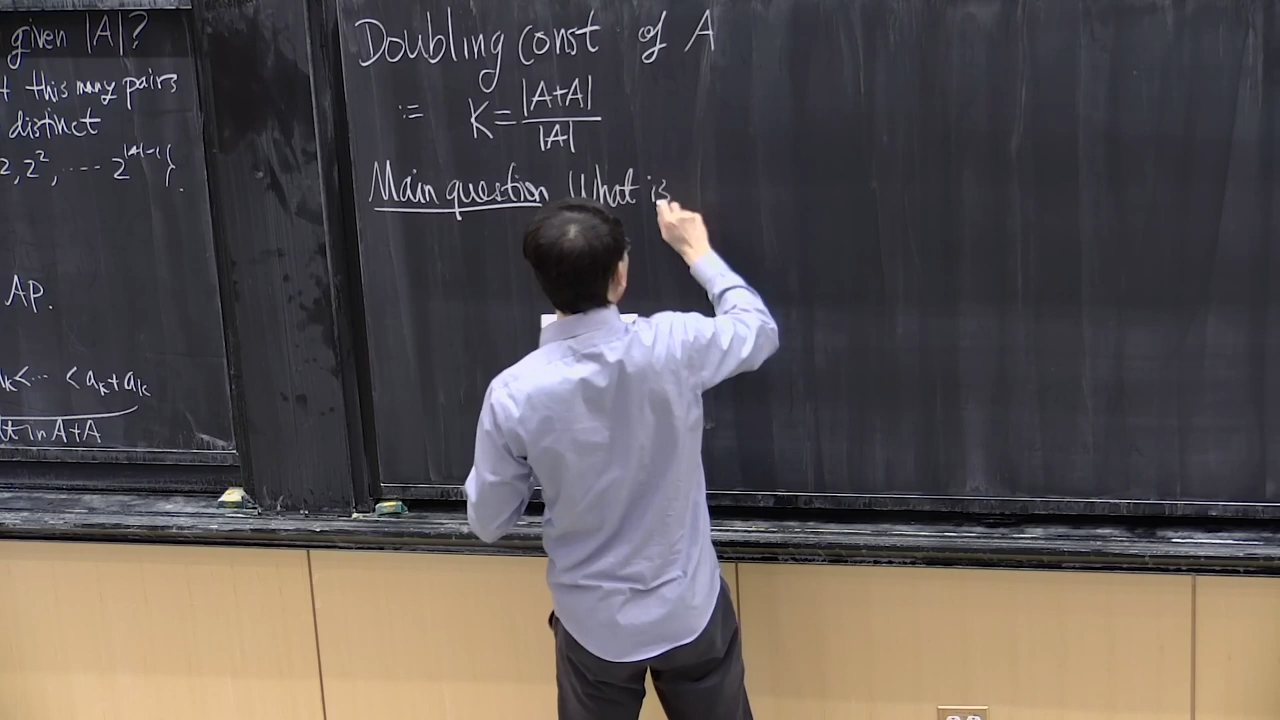 given |A|?
this many pairs
distinct
2, 2², ... 2^{|A|-1}}.
AP.
<... < a_k+a_k
in A+A
Doubling const of A
:= K = |A+A| / |A|
Main question What is